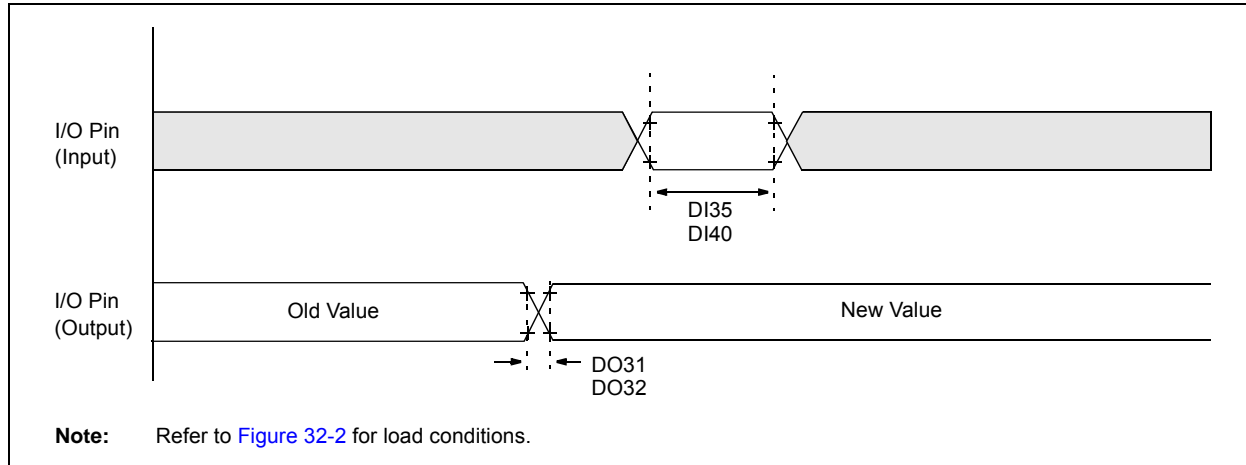 I/O Pin
(Input)
DI35
DI40
I/O Pin
(Output)
Old Value
New Value
DO31
DO32
Note: Refer to Figure 32-2 for load conditions.